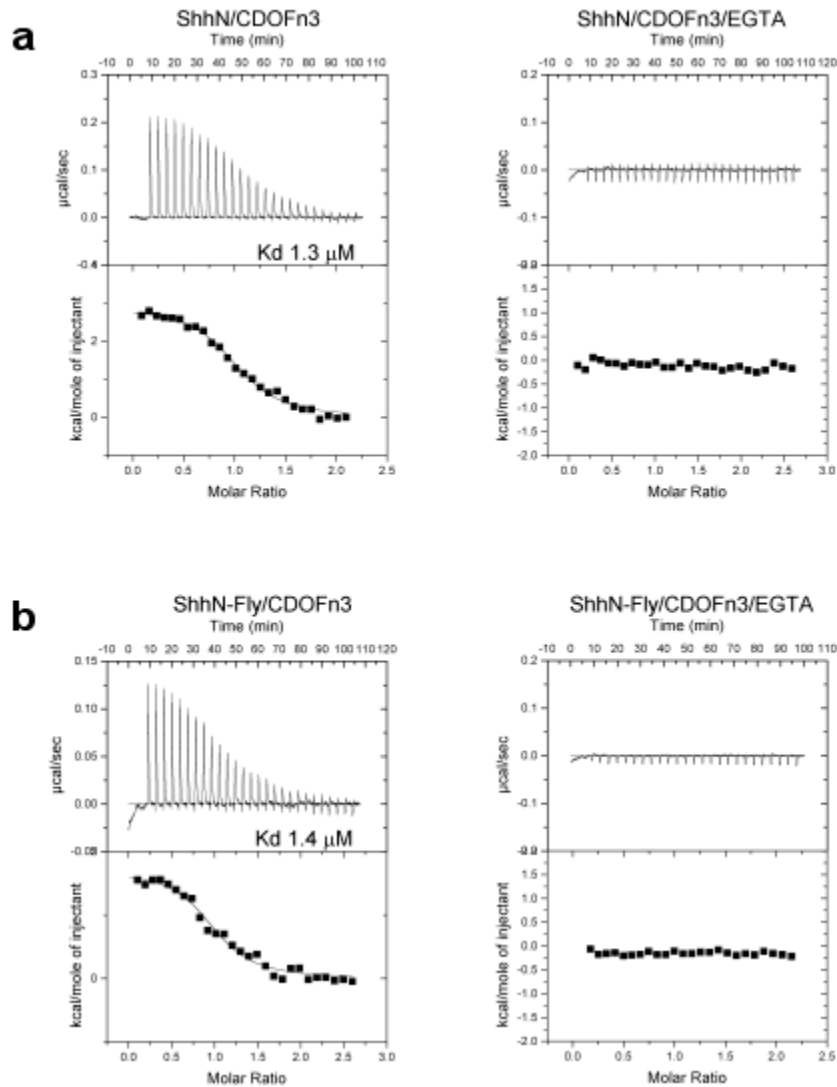 a
ShhN/CDOFn3
Time (min)
-10 0 10 20 30 40 50 60 70 80 90 100 110 120
0.3
0.2
0.1
0.0
µcal/sec
Kd 1.3 µM
2
0
kcal/mole of injectant
0.0 0.5 1.0 1.5 2.0 2.5
Molar Ratio
ShhN/CDOFn3/EGTA
Time (min)
-10 0 10 20 30 40 50 60 70 80 90 100 110 120
0.2
0.1
0.0
-0.1
µcal/sec
1.5
1.0
0.5
0.0
-0.5
-1.0
-1.5
-2.0
kcal/mole of injectant
0.0 0.5 1.0 1.5 2.0 2.5 3.0
Molar Ratio
b
ShhN-Fly/CDOFn3
Time (min)
-10 0 10 20 30 40 50 60 70 80 90 100 110 120
0.15
0.10
0.05
0.00
µcal/sec
Kd 1.4 µM
0
kcal/mole of injectant
0.0 0.5 1.0 1.5 2.0 2.5 3.0
Molar Ratio
ShhN-Fly/CDOFn3/EGTA
Time (min)
-10 0 10 20 30 40 50 60 70 80 90 100 110
0.2
0.1
0.0
-0.1
µcal/sec
1.5
1.0
0.5
0.0
-0.5
-1.0
-1.5
-2.0
kcal/mole of injectant
0.0 0.5 1.0 1.5 2.0 2.5
Molar Ratio